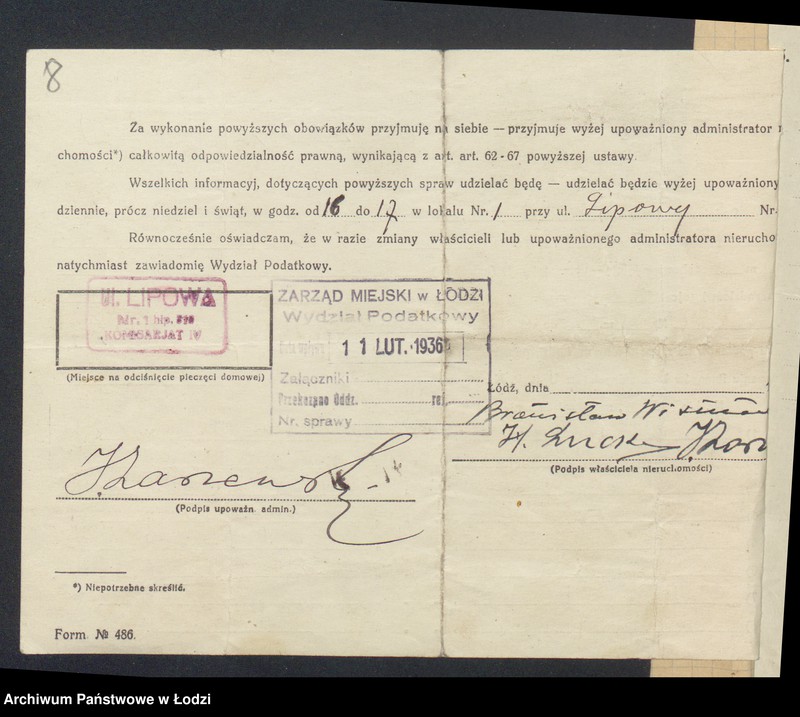 8
Za wykonanie powyższych obowiązków przyjmuję na siebie — przyjmuje wyżej upoważniony administrator
chomości*) całkowitą odpowiedzialność prawną, wynikającą z art. art. 62-67 powyższej ustawy.
Wszelkich informacyj, dotyczących powyższych spraw udzielać będę — udzielać będzie wyżej upoważniony
dziennie, prócz niedziel i świąt, w godz. od 16 do 17 w lokalu Nr. 1 przy ul. Lipowy Nr.
Równocześnie oświadczam, że w razie zmiany właścicieli lub upoważnionego administratora nierucho
natychmiast zawiadomię Wydział Podatkowy.
ul. LIPOWA
Nr. 1 hip.
KOMISARJAT IV
(Miejsce na odciśnięcie pieczęci domowej)
ZARZĄD MIEJSKI w ŁODZI
Wydział Podatkowy
11 LUT. 1936
Załączniki
Przekazano Oddz. ref.
Nr. sprawy
Łódź, dnia
Bronisław
H.
(Podpis właściciela nieruchomości)
(Podpis upoważn. admin.)
*) Niepotrzebne skreślić.
Form. № 486.
Archiwum Państwowe w Łodzi